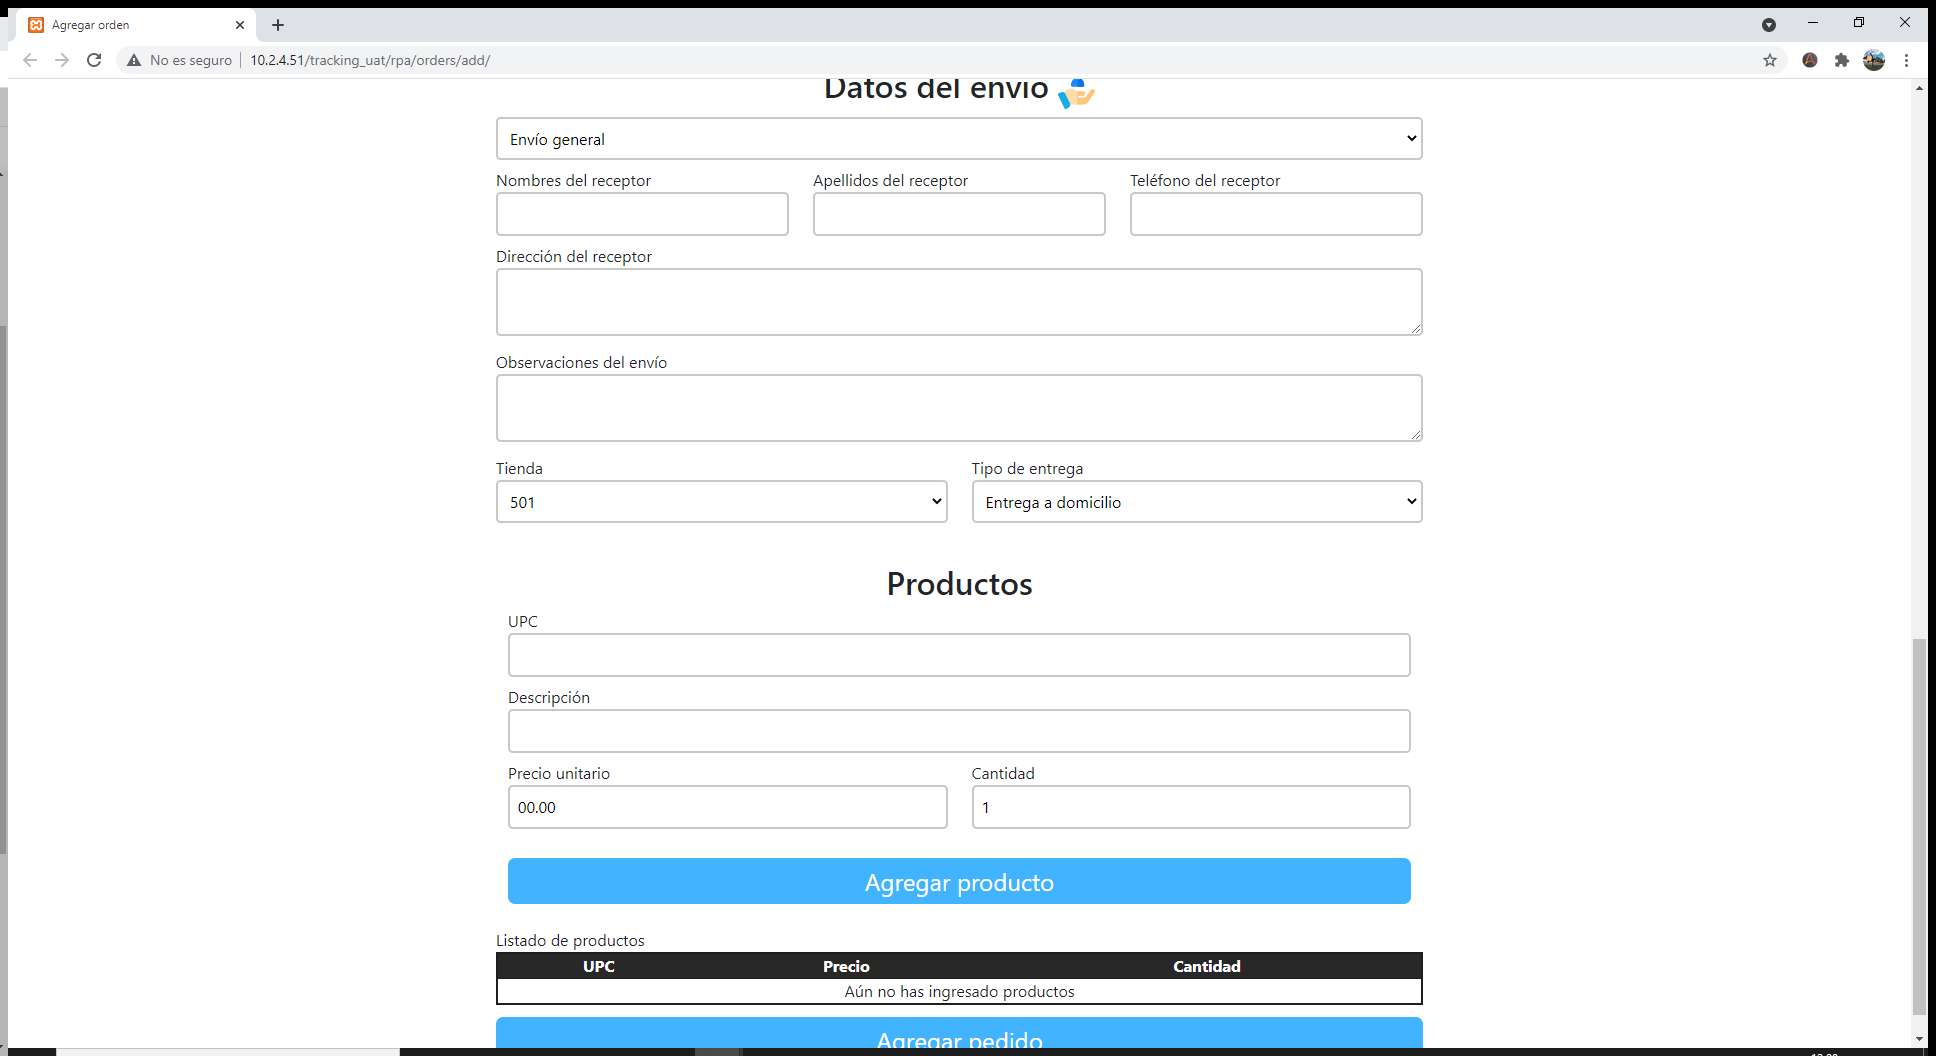 Agregar orden
No es seguro 10.2.4.51/tracking_uat/rpa/orders/add/
Datos del envío
Envío general
Nombres del receptor Apellidos del receptor Teléfono del receptor
Dirección del receptor
Observaciones del envío
Tienda Tipo de entrega
501 Entrega a domicilio
Productos
UPC
Descripción
Precio unitario Cantidad
00.00 1
Agregar producto
Listado de productos
UPC Precio Cantidad
Aún no has ingresado productos
Agregar pedido